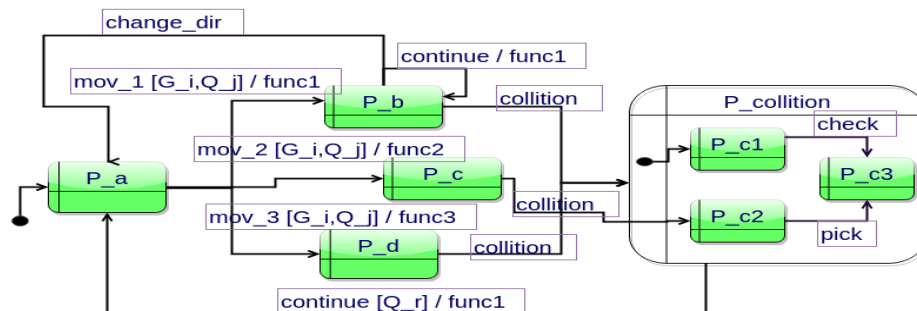 change_dir
continue / func1
mov_1 [G_i,Q_j] / func1
P_b
collition
P_collition
check
P_c1
mov_2 [G_i,Q_j] / func2
P_a
P_c
P_c3
collition
mov_3 [G_i,Q_j] / func3
P_c2
pick
P_d
collition
continue [Q_r] / func1